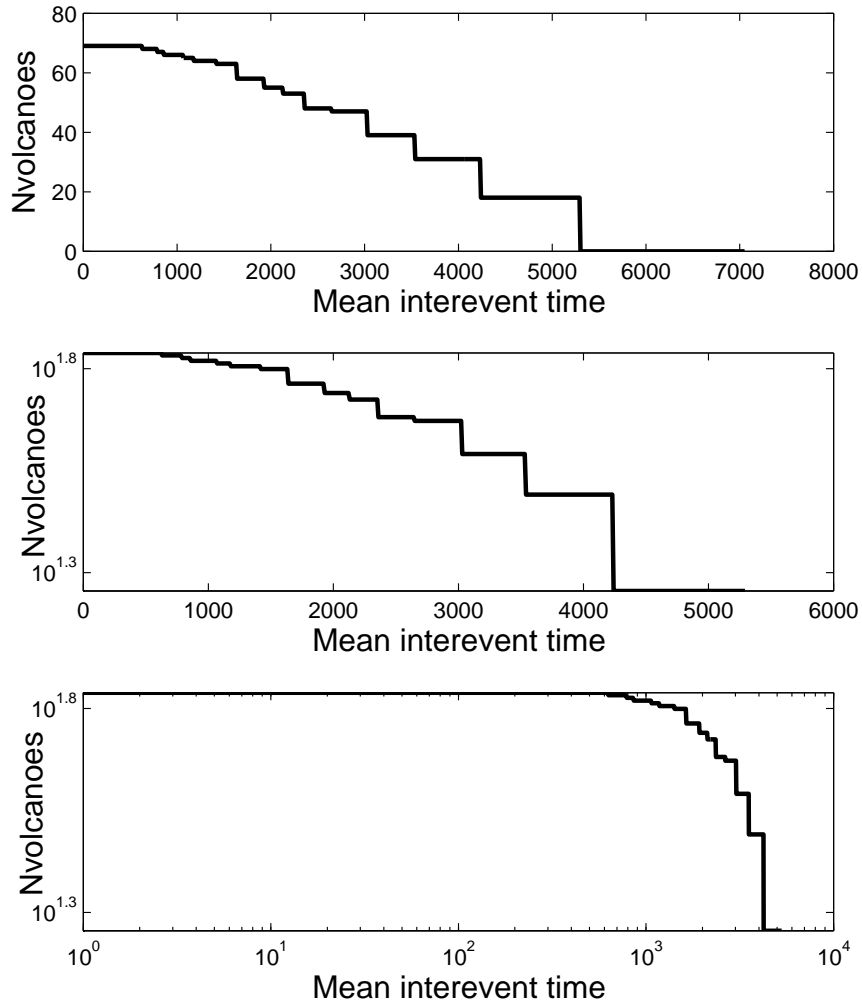 80
60
40
20
0
Nvolcanoes
0 1000 2000 3000 4000 5000 6000 7000 8000
Mean interevent time
10^1.8
10^1.3
Nvolcanoes
0 1000 2000 3000 4000 5000 6000
Mean interevent time
10^1.8
10^1.3
Nvolcanoes
10^0 10^1 10^2 10^3 10^4
Mean interevent time